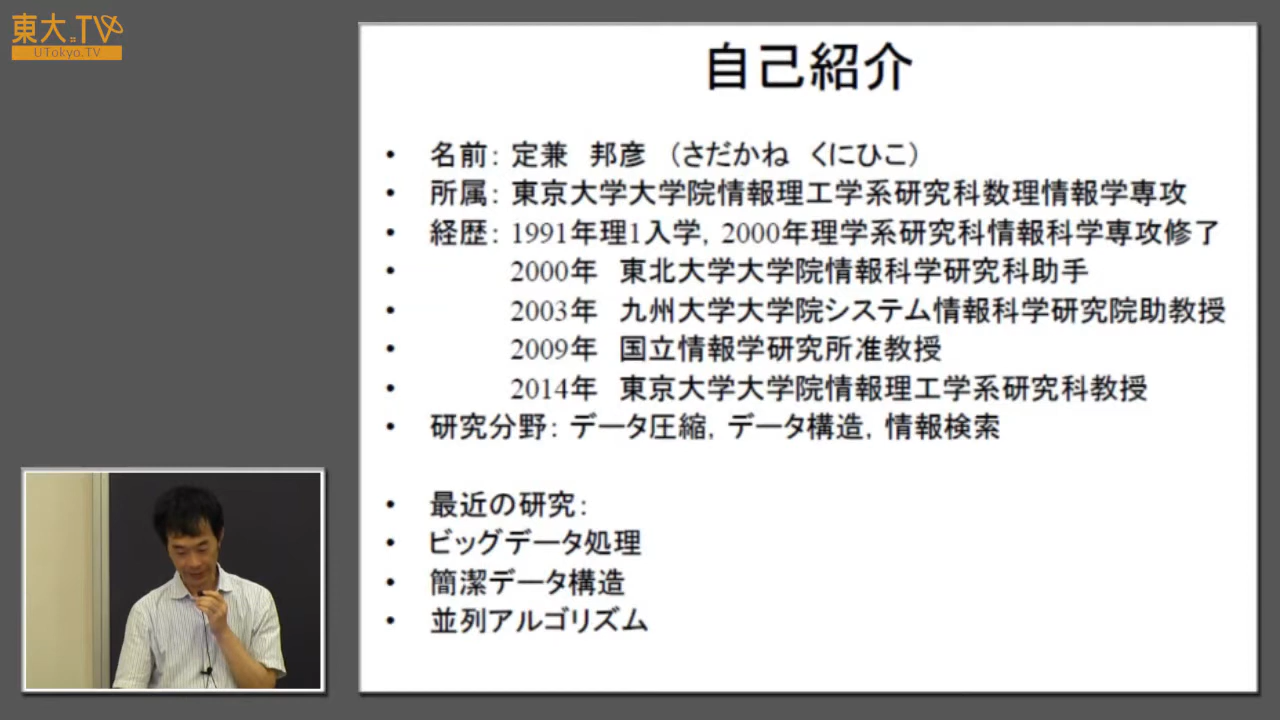 東大.TV
UTokyo.TV
自己紹介
• 名前: 定兼 邦彦 （さだかね くにひこ）
• 所属: 東京大学大学院情報理工学系研究科数理情報学専攻
• 経歴: 1991年理1入学, 2000年理学系研究科情報科学専攻修了
• 2000年 東北大学大学院情報科学研究科助手
• 2003年 九州大学大学院システム情報科学研究院助教授
• 2009年 国立情報学研究所准教授
• 2014年 東京大学大学院情報理工学系研究科教授
• 研究分野: データ圧縮, データ構造, 情報検索
• 最近の研究:
• ビッグデータ処理
• 簡潔データ構造
• 並列アルゴリズム